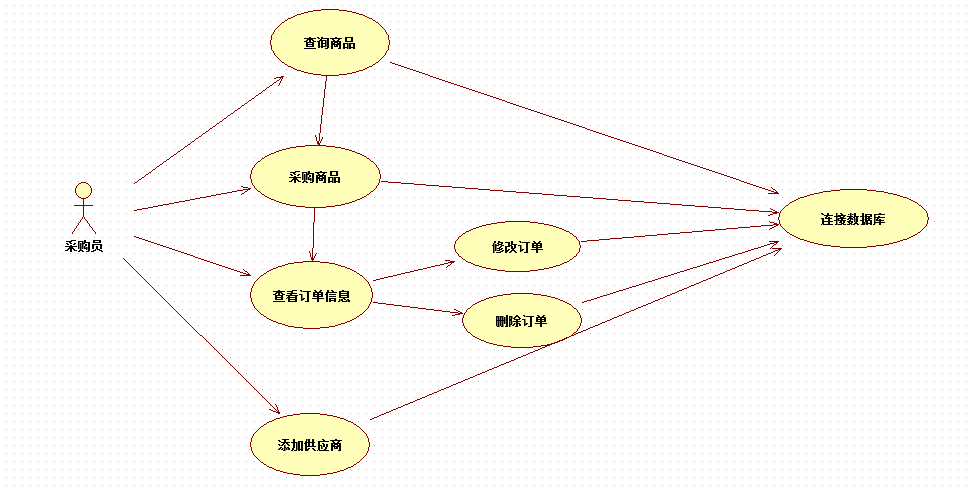 查询商品
采购商品
连接数据库
采购员
修改订单
查看订单信息
删除订单
添加供应商